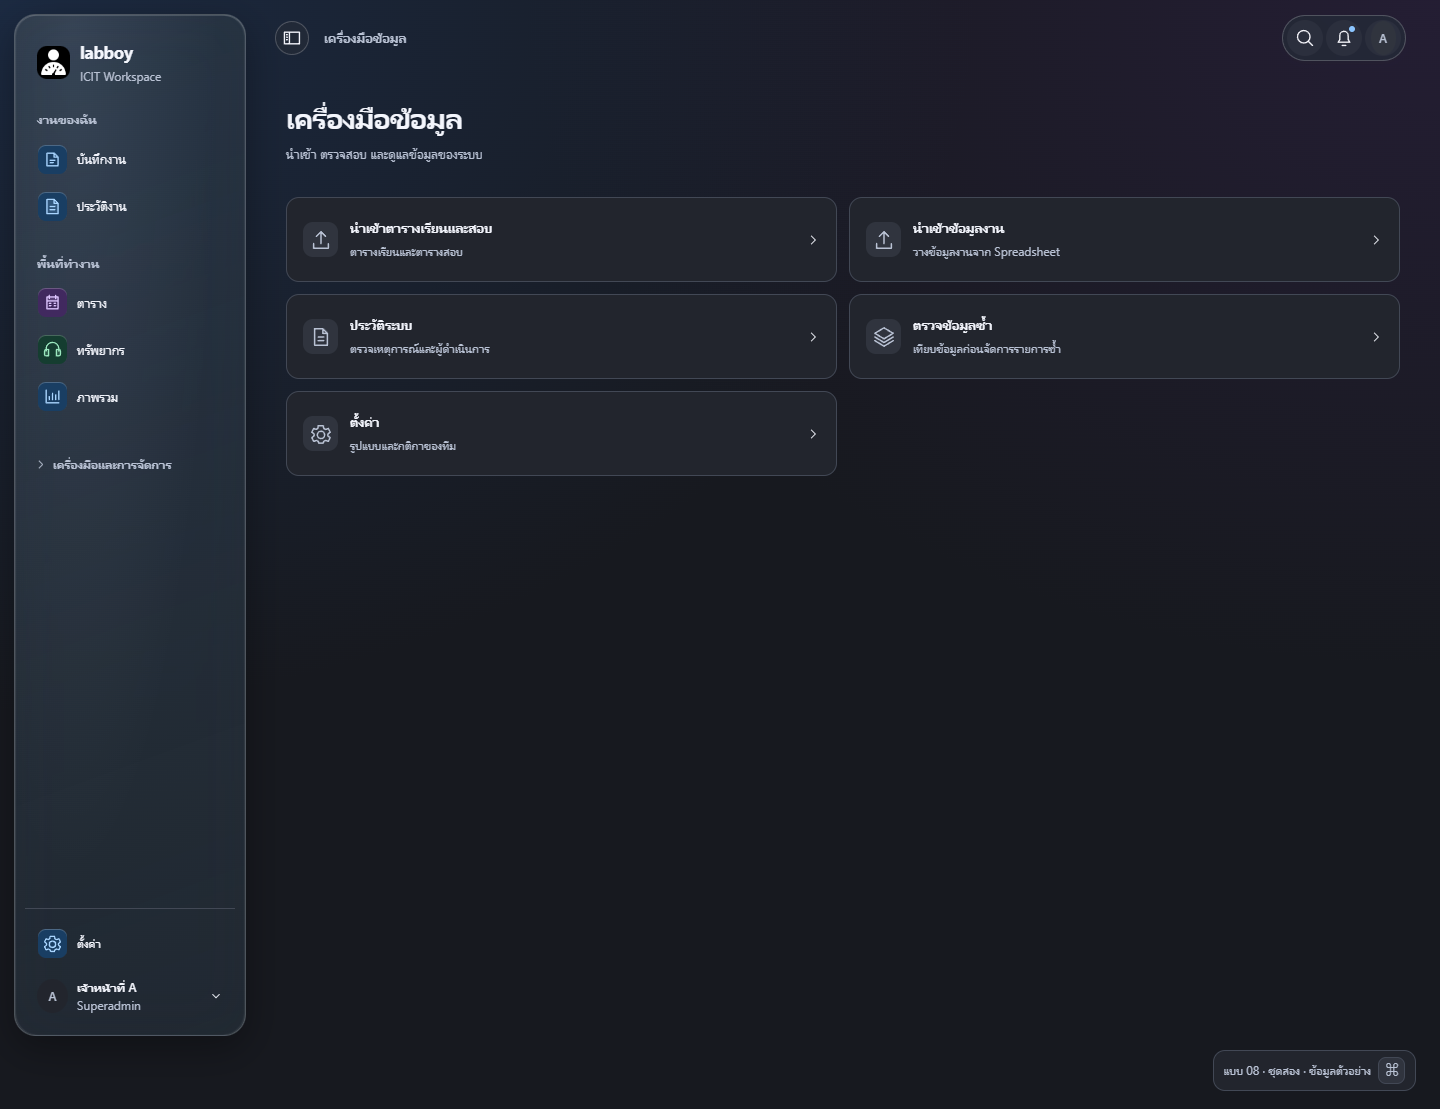 labboy
ICIT Workspace
งานของฉัน
บันทึกงาน
ประวัติงาน
พื้นที่ทำงาน
ตาราง
ทรัพยากร
ภาพรวม
เครื่องมือและการจัดการ
ตั้งค่า
A
เจ้าหน้าที่ A
Superadmin
เครื่องมือข้อมูล
A
เครื่องมือข้อมูล
นำเข้า ตรวจสอบ และดูแลข้อมูลของระบบ
นำเข้าตารางเรียนและสอบ
ตารางเรียนและตารางสอบ
นำเข้าข้อมูลงาน
วางข้อมูลงานจาก Spreadsheet
ประวัติระบบ
ตรวจเหตุการณ์และผู้ดำเนินการ
ตรวจข้อมูลซ้ำ
เทียบข้อมูลก่อนจัดการรายการซ้ำ
ตั้งค่า
รูปแบบและกติกาของทีม
แบบ 08 · ชุดสอง · ข้อมูลตัวอย่าง ⌘